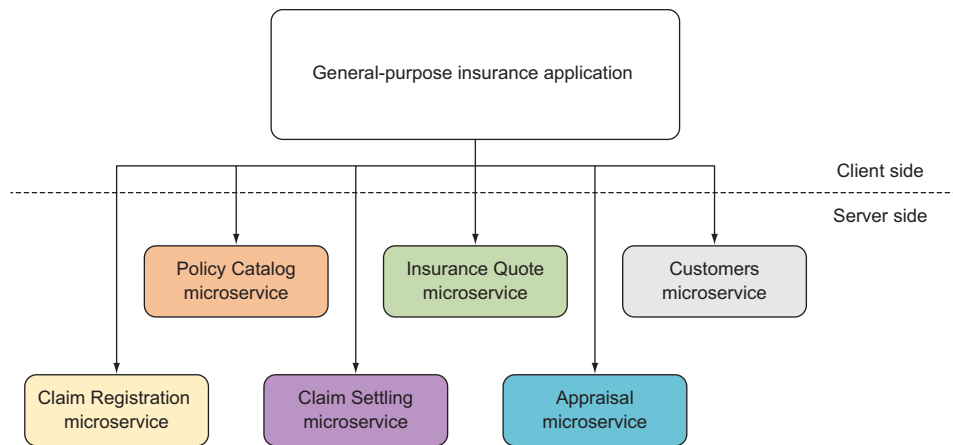 General-purpose insurance application
Client side
Server side
Policy Catalog
microservice
Insurance Quote
microservice
Customers
microservice
Claim Registration
microservice
Claim Settling
microservice
Appraisal
microservice